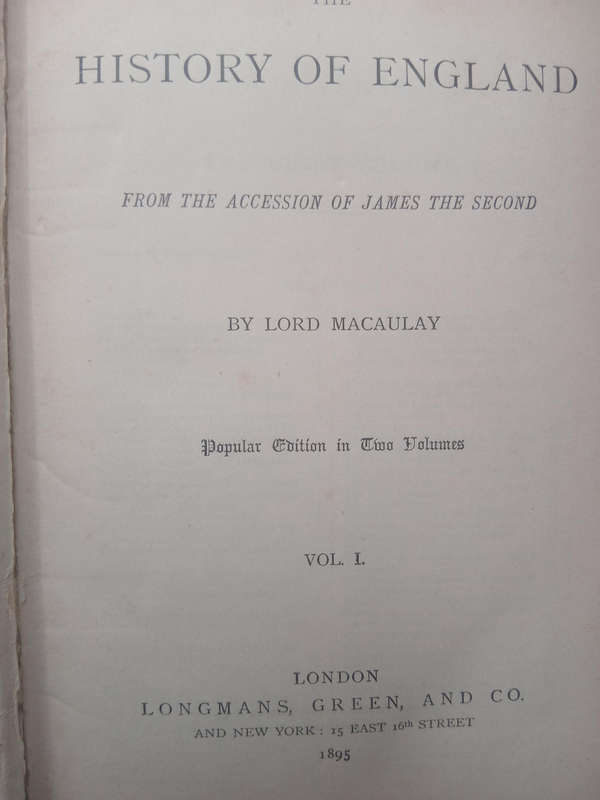 THE
HISTORY OF ENGLAND
FROM THE ACCESSION OF JAMES THE SECOND
BY LORD MACAULAY
Popular Edition in Two Volumes
VOL. I.
LONDON
LONGMANS, GREEN, AND CO.
AND NEW YORK: 15 EAST 16th STREET
1895